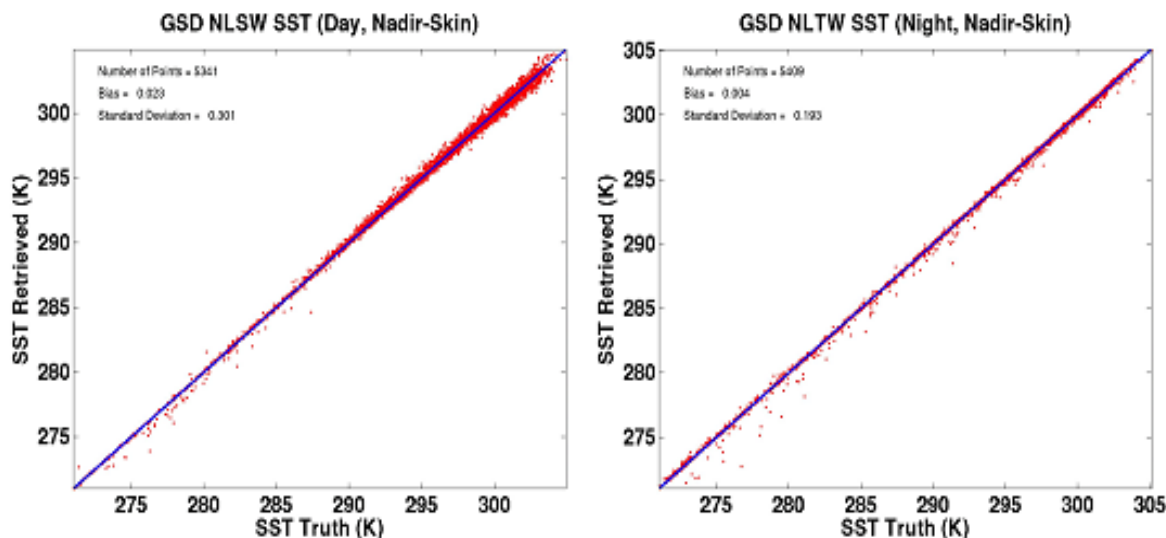 GSD NLSW SST (Day, Nadir-Skin)
Number of Points = 5341
Bias = 0.023
Standard Deviation = 0.301
300
295
290
285
280
275
SST Retrieved (K)
275 280 285 290 295 300
SST Truth (K)
GSD NLTW SST (Night, Nadir-Skin)
Number of Points = 5409
Bias = 0.004
Standard Deviation = 0.193
305
300
295
290
285
280
275
SST Retrieved (K)
275 280 285 290 295 300 305
SST Truth (K)